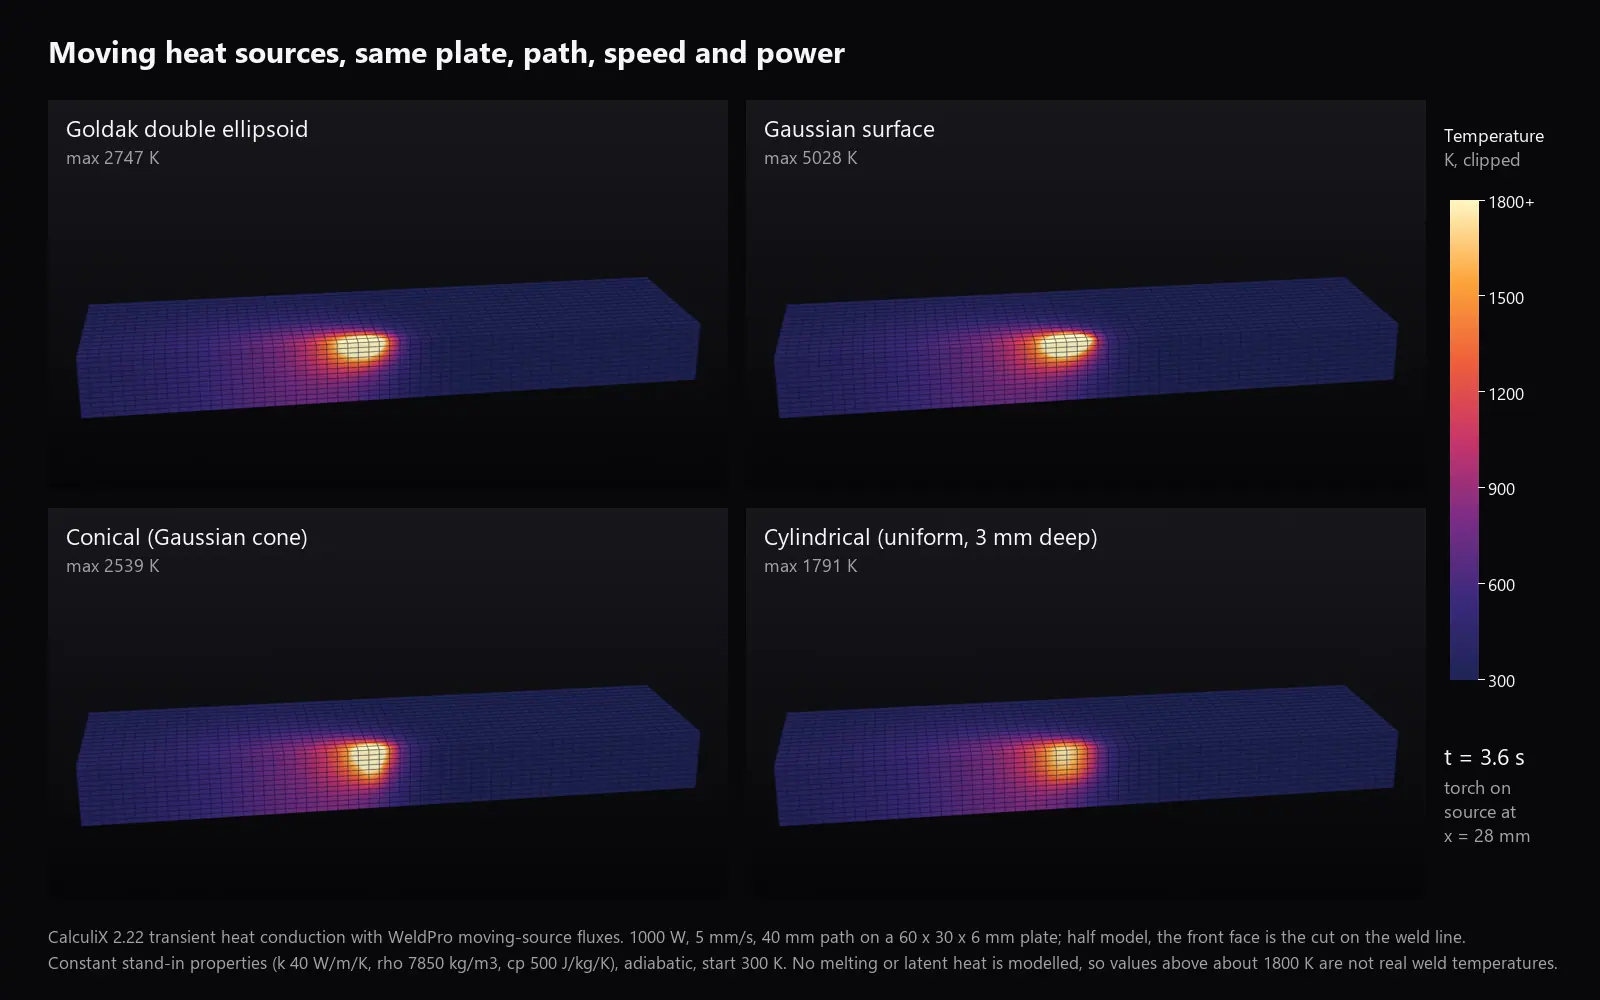 Moving heat sources, same plate, path, speed and power
Goldak double ellipsoid
max 2747 K
Gaussian surface
max 5028 K
Temperature
K, clipped
1800+
1500
1200
900
600
300
Conical (Gaussian cone)
max 2539 K
Cylindrical (uniform, 3 mm deep)
max 1791 K
t = 3.6 s
torch on
source at
x = 28 mm
CalculiX 2.22 transient heat conduction with WeldPro moving-source fluxes. 1000 W, 5 mm/s, 40 mm path on a 60 x 30 x 6 mm plate; half model, the front face is the cut on the weld line.
Constant stand-in properties (k 40 W/m/K, rho 7850 kg/m3, cp 500 J/kg/K), adiabatic, start 300 K. No melting or latent heat is modelled, so values above about 1800 K are not real weld temperatures.